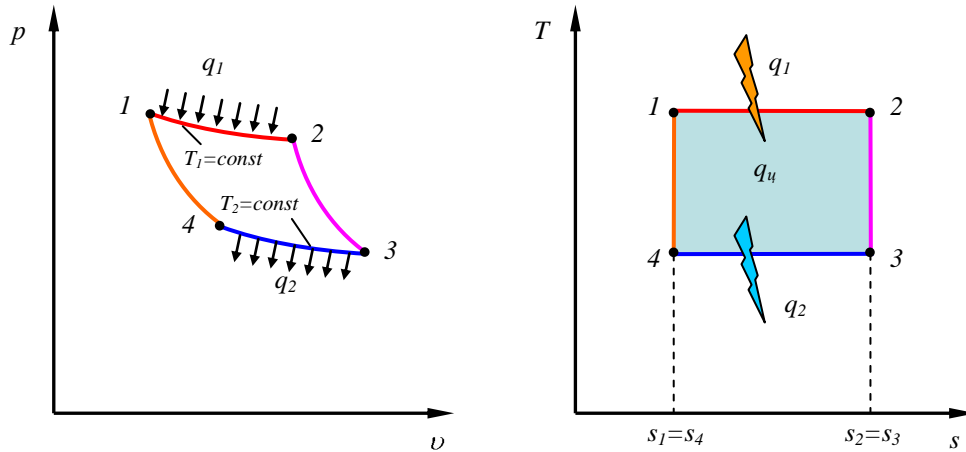 p
q₁
1
2
T₁=const
T₂=const
4
3
q₂
υ
T
q₁
1
2
qц
4
3
q₂
s₁=s₄
s₂=s₃
s